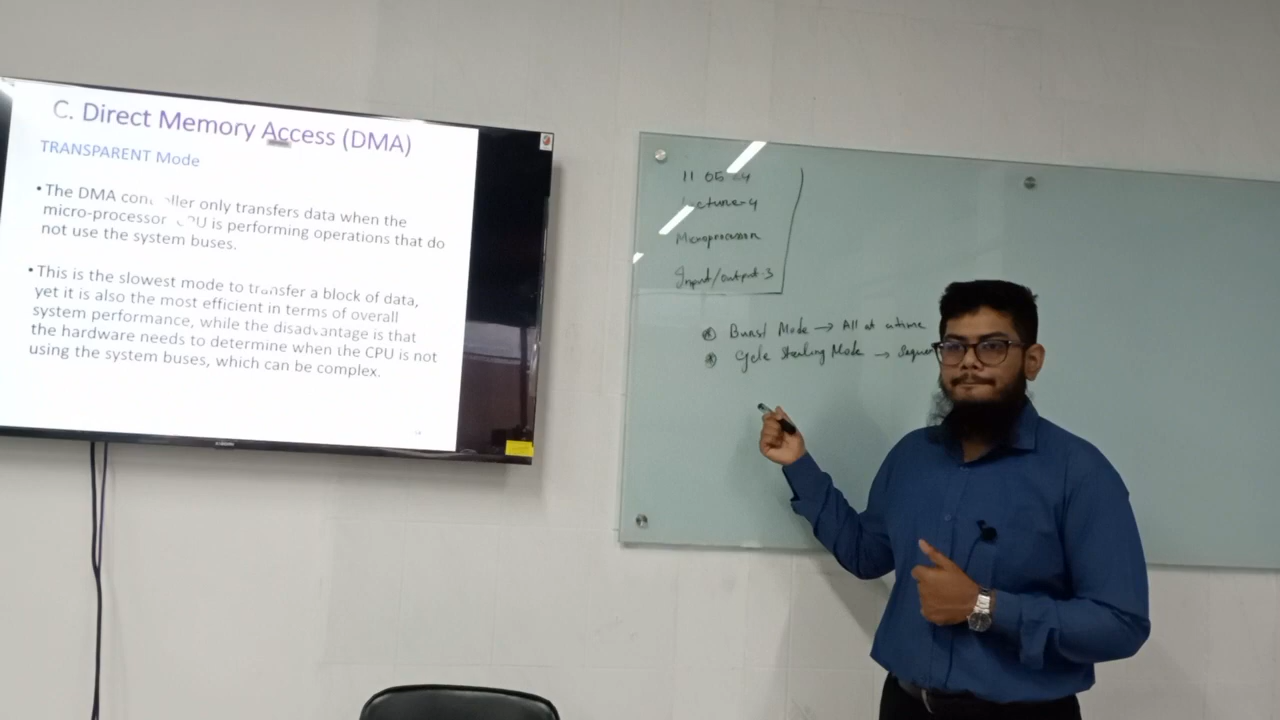 C. Direct Memory Access (DMA)
TRANSPARENT Mode
• The DMA controller only transfers data when the
micro-processor CPU is performing operations that do
not use the system buses.
• This is the slowest mode to transfer a block of data,
yet it is also the most efficient in terms of overall
system performance, while the disadvantage is that
the hardware needs to determine when the CPU is not
using the system buses, which can be complex.
11 05
Lecture-4
Microprocessor
Input/output-3
Burst Mode → All at a time
Cycle Stealing Mode →